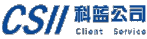 CSII 科蓝公司
Client Service